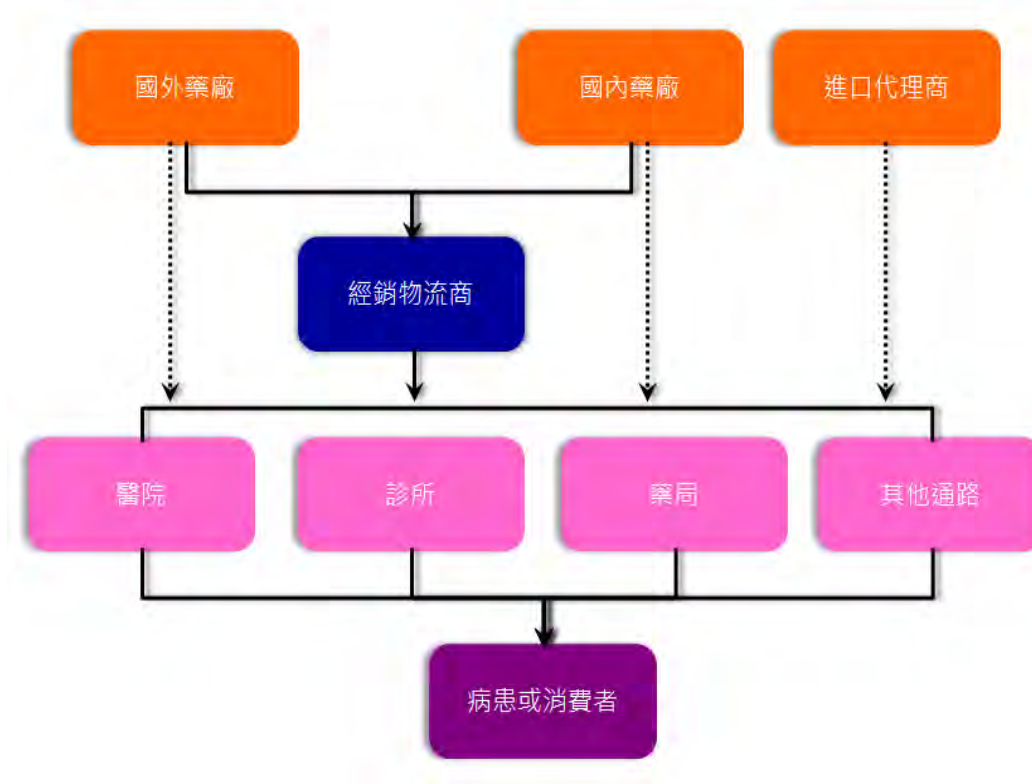 國外藥廠
國內藥廠
進口代理商
經銷物流商
醫院
診所
藥局
其他通路
病患或消費者